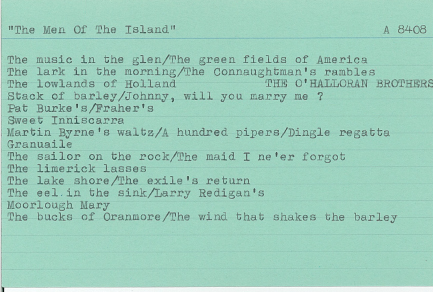 "The Men Of The Island" A 8408
The music in the glen/The green fields of America
The lark in the morning/The Connaughtman's rambles
The lowlands of Holland THE O'HALLORAN BROTHERS
Stack of barley/Johnny, will you marry me ?
Pat Burke's/Fraher's
Sweet Inniscarra
Martin Byrne's waltz/A hundred pipers/Dingle regatta
Granuaile
The sailor on the rock/The maid I ne'er forgot
The limerick lasses
The lake shore/The exile's return
The eel in the sink/Larry Redigan's
Moorlough Mary
The bucks of Oranmore/The wind that shakes the barley